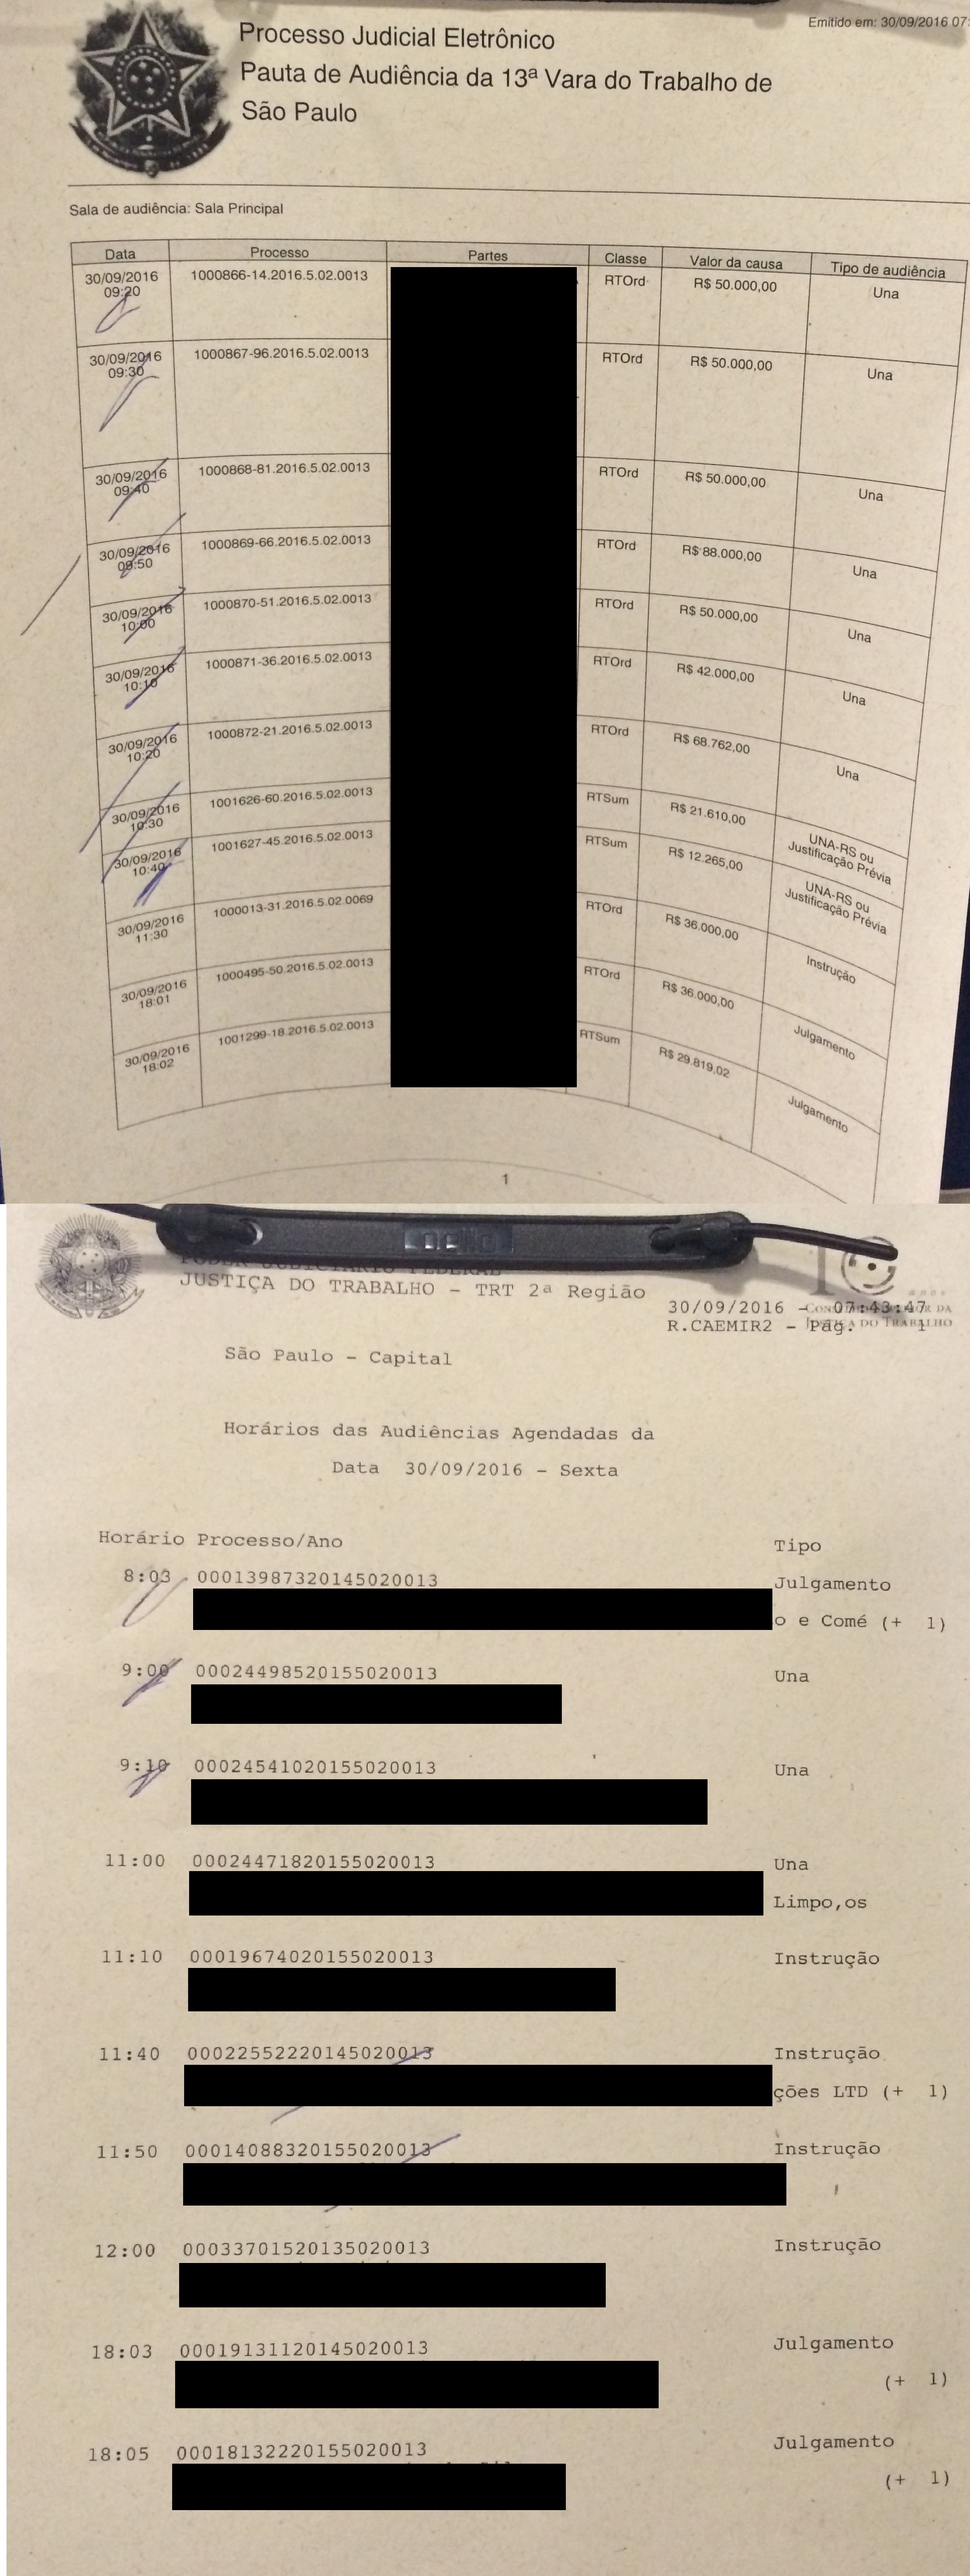 Emitido em: 30/09/2016 07:
Processo Judicial Eletrônico
Pauta de Audiência da 13ª Vara do Trabalho de
São Paulo
Sala de audiência: Sala Principal
Data Processo Partes Classe Valor da causa Tipo de audiência
30/09/2016 09:20 1000866-14.2016.5.02.0013 RTOrd R$ 50.000,00 Una
30/09/2016 09:30 1000867-96.2016.5.02.0013 RTOrd R$ 50.000,00 Una
30/09/2016 09:40 1000868-81.2016.5.02.0013 RTOrd R$ 50.000,00 Una
30/09/2016 09:50 1000869-66.2016.5.02.0013 RTOrd R$ 88.000,00 Una
30/09/2016 10:00 1000870-51.2016.5.02.0013 RTOrd R$ 50.000,00 Una
30/09/2016 10:10 1000871-36.2016.5.02.0013 RTOrd R$ 42.000,00 Una
30/09/2016 10:20 1000872-21.2016.5.02.0013 RTOrd R$ 68.762,00 Una
30/09/2016 10:30 1001626-60.2016.5.02.0013 RTSum R$ 21.610,00 UNA-RS ou Justificação Prévia
30/09/2016 10:40 1001627-45.2016.5.02.0013 RTSum R$ 12.265,00 UNA-RS ou Justificação Prévia
30/09/2016 11:30 1000013-31.2016.5.02.0069 RTOrd R$ 36.000,00 Instrução
30/09/2016 18:01 1000495-50.2016.5.02.0013 RTOrd R$ 36.000,00 Julgamento
30/09/2016 18:02 1001299-18.2016.5.02.0013 RTSum R$ 29.819,02 Julgamento
1
PODER JUDICIÁRIO FEDERAL
JUSTIÇA DO TRABALHO - TRT 2ª Região
30/09/2016 - 07:43:47
R.CAEMIR2 - Pág. 1
São Paulo - Capital
Horários das Audiências Agendadas da
Data 30/09/2016 - Sexta
Horário Processo/Ano Tipo
8:03 00013987320145020013 Julgamento
o e Comé (+ 1)
9:00 00024498520155020013 Una
9:10 00024541020155020013 Una
11:00 00024471820155020013 Una
Limpo,os
11:10 00019674020155020013 Instrução
11:40 00022552220145020013 Instrução
ções LTD (+ 1)
11:50 00014088320155020013 Instrução
12:00 00033701520135020013 Instrução
18:03 00019131120145020013 Julgamento
(+ 1)
18:05 00018132220155020013 Julgamento
(+ 1)